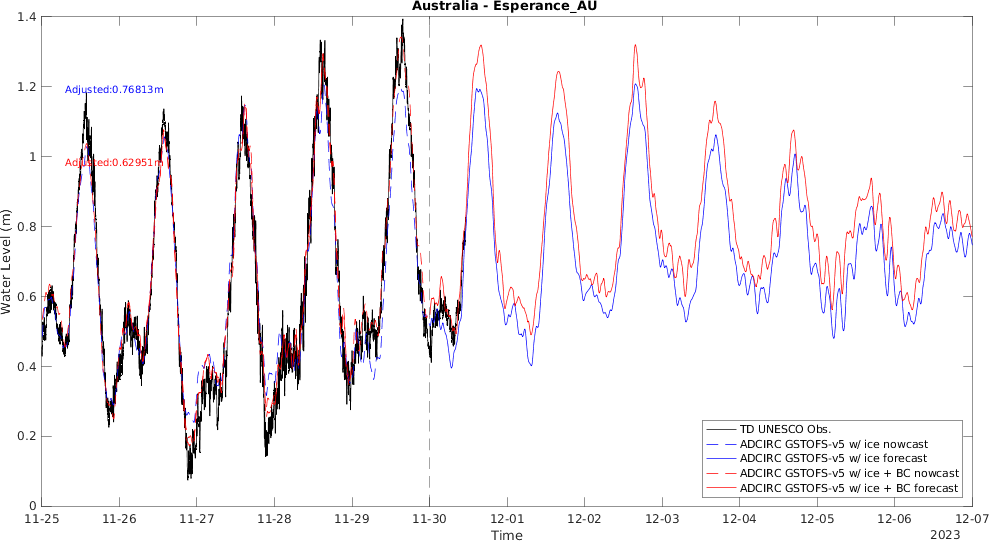 Australia - Esperance_AU
Water Level (m)
1.4
1.2
1
0.8
0.6
0.4
0.2
0
Adjusted:0.76813m
Adjusted:0.62951m
TD UNESCO Obs.
ADCIRC GSTOFS-v5 w/ ice nowcast
ADCIRC GSTOFS-v5 w/ ice forecast
ADCIRC GSTOFS-v5 w/ ice + BC nowcast
ADCIRC GSTOFS-v5 w/ ice + BC forecast
11-25 11-26 11-27 11-28 11-29 11-30 12-01 12-02 12-03 12-04 12-05 12-06 12-07
Time
2023